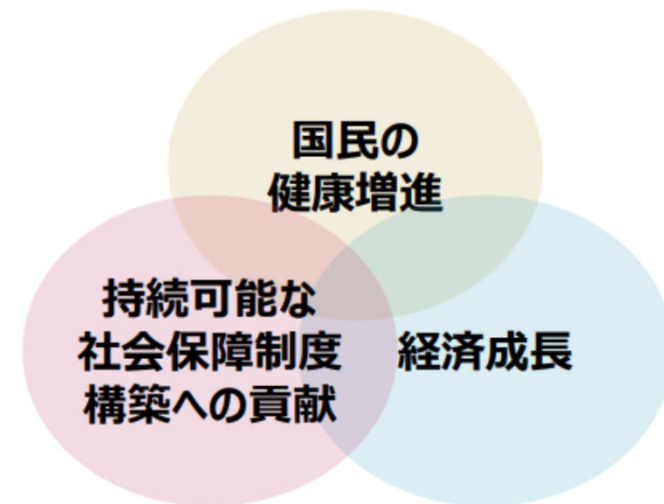 国民の
健康増進
持続可能な
社会保障制度
構築への貢献
経済成長